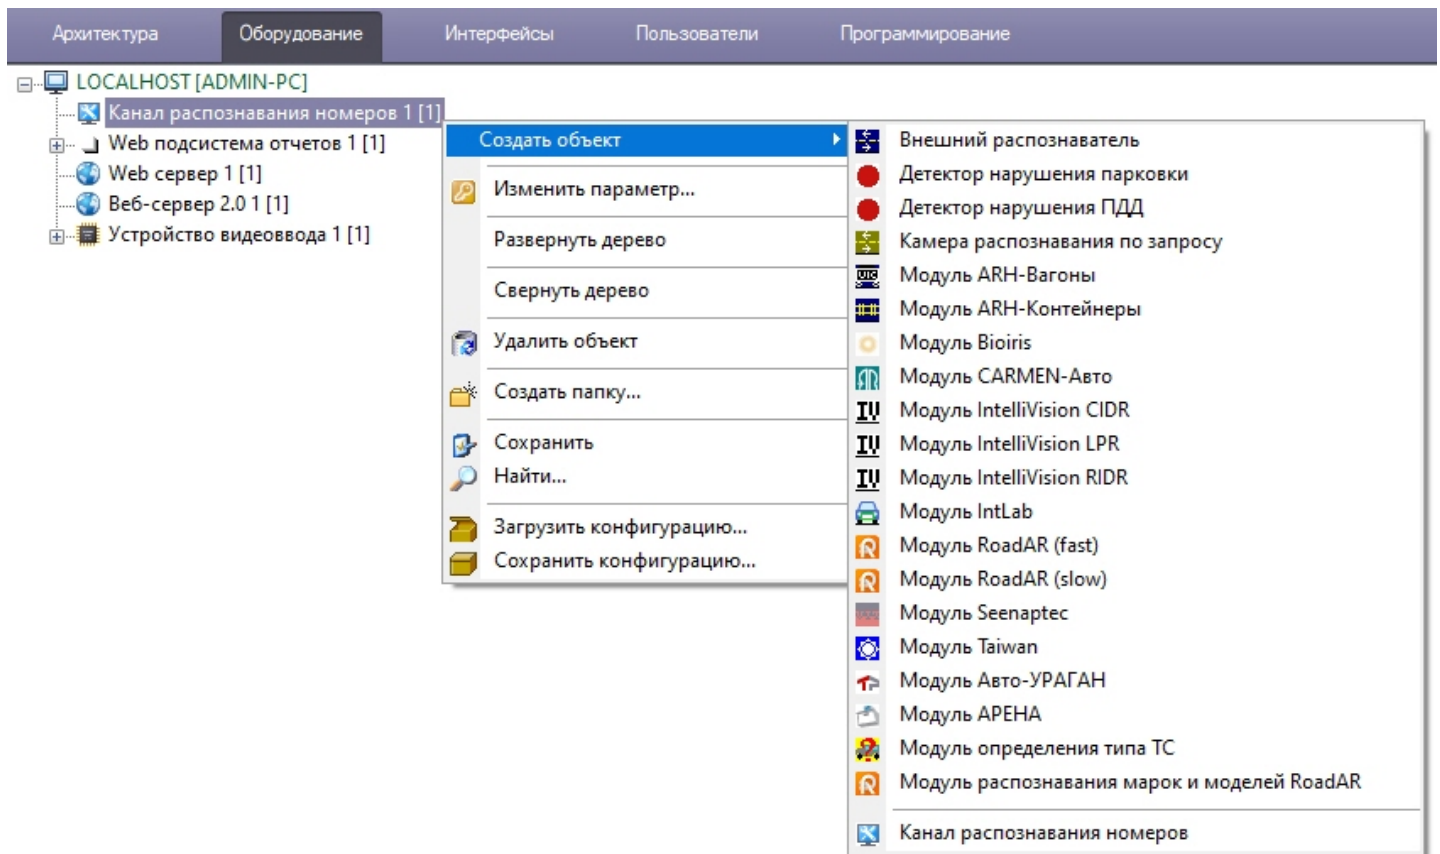 Архитектура Оборудование Интерфейсы Пользователи Программирование
LOCALHOST [ADMIN-PC]
Канал распознавания номеров 1 [1]
Web подсистема отчетов 1 [1]
Web сервер 1 [1]
Веб-сервер 2.0 1 [1]
Устройство видеоввода 1 [1]
Создать объект
Изменить параметр...
Развернуть дерево
Свернуть дерево
Удалить объект
Создать папку...
Сохранить
Найти...
Загрузить конфигурацию...
Сохранить конфигурацию...
Внешний распознаватель
Детектор нарушения парковки
Детектор нарушения ПДД
Камера распознавания по запросу
Модуль ARH-Вагоны
Модуль ARH-Контейнеры
Модуль Bioiris
Модуль CARMEN-Авто
Модуль IntelliVision CIDR
Модуль IntelliVision LPR
Модуль IntelliVision RIDR
Модуль IntLab
Модуль RoadAR (fast)
Модуль RoadAR (slow)
Модуль Seenaptec
Модуль Taiwan
Модуль Авто-УРАГАН
Модуль АРЕНА
Модуль определения типа ТС
Модуль распознавания марок и моделей RoadAR
Канал распознавания номеров